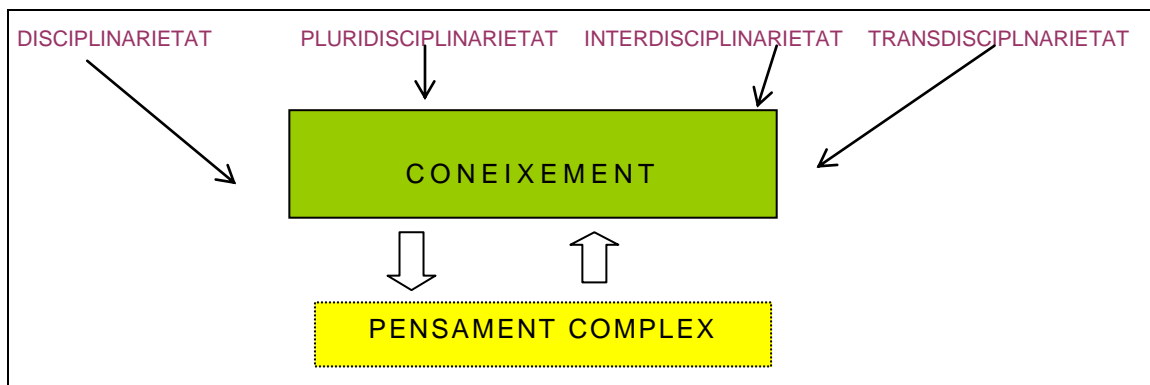 DISCIPLINARIETAT PLURIDISCIPLINARIETAT INTERDISCIPLINARIETAT TRANSDISCIPLNARIETAT
CONEIXEMENT
PENSAMENT COMPLEX